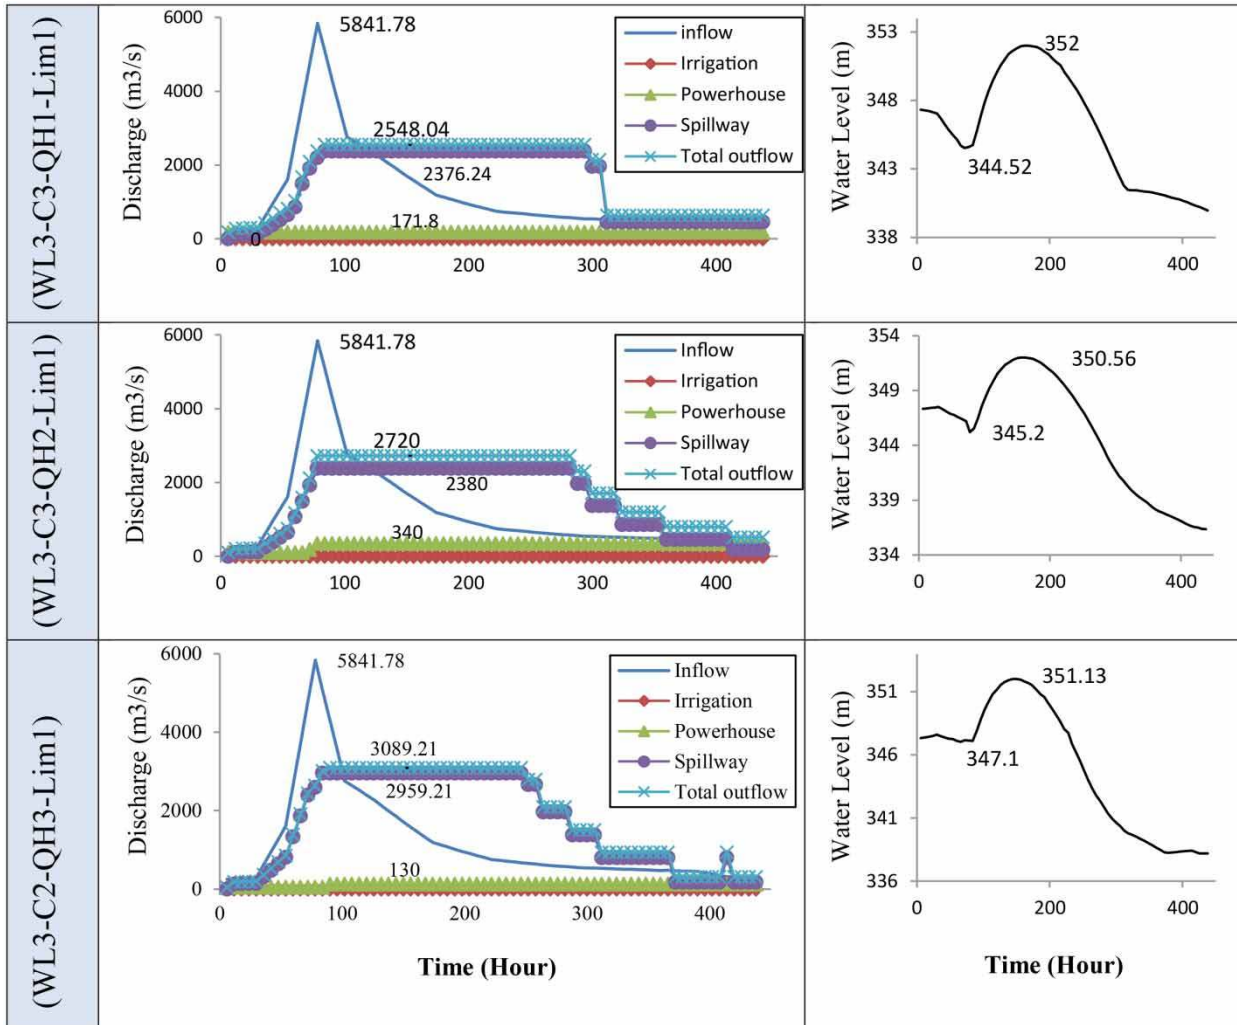 (WL3-C3-QH1-Lim1)
Discharge (m3/s)
6000
4000
2000
0
5841.78
2548.04
2376.24
171.8
0
inflow
Irrigation
Powerhouse
Spillway
Total outflow
0 100 200 300 400
Water Level (m)
353
348
343
338
352
344.52
0 200 400
(WL3-C3-QH2-Lim1)
Discharge (m3/s)
6000
4000
2000
0
5841.78
2720
2380
340
Inflow
Irrigation
Powerhouse
Spillway
Total outflow
0 100 200 300 400
Water Level (m)
354
349
344
339
334
350.56
345.2
0 200 400
(WL3-C2-QH3-Lim1)
Discharge (m3/s)
6000
4000
2000
0
5841.78
3089.21
2959.21
130
Inflow
Irrigation
Powerhouse
Spillway
Total outflow
0 100 200 300 400
Time (Hour)
Water Level (m)
351
346
341
336
351.13
347.1
0 200 400
Time (Hour)